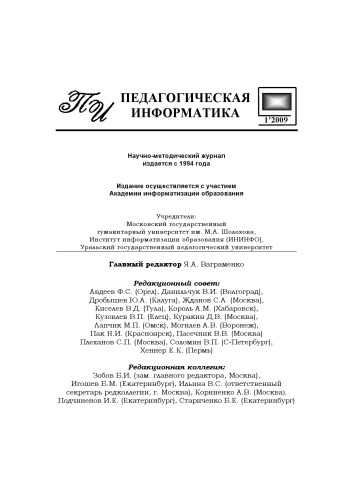 ПИ
ПЕДАГОГИЧЕСКАЯ
ИНФОРМАТИКА
1'2009
Научно-методический журнал
издается с 1994 года
Издание осуществляется с участием
Академии информатизации образования
Учредители:
Московский государственный
гуманитарный университет им. М.А. Шолохова,
Институт информатизации образования (ИНИНФО),
Уральский государственный педагогический университет
Главный редактор Я.А. Ваграменко
Редакционный совет:
Авдеев Ф.С. (Орел), Данильчук В.И. (Волгоград),
Дробышев Ю.А. (Калуга), Жданов С.А. (Москва),
Киселев В.Д. (Тула), Король А.М. (Хабаровск),
Кузовлев В.П. (Елец), Куракин Д.В. (Москва),
Лапчик М.П. (Омск), Могилев А.В. (Воронеж),
Пак Н.И. (Красноярск), Пасечник В.В. (Москва)
Плеханов С.П. (Москва), Соломин В.П. (С-Петербург),
Хеннер Е.К. (Пермь)
Редакционная коллегия:
Зобов Б.И. (зам. главного редактора, Москва),
Игошев Б.М. (Екатеринбург), Ильина В.С. (ответственный
секретарь редколлегии, г. Москва), Корниенко А.В. (Москва),
Подчиненов И.Е. (Екатеринбург), Стариченко Б.Е. (Екатеринбург)